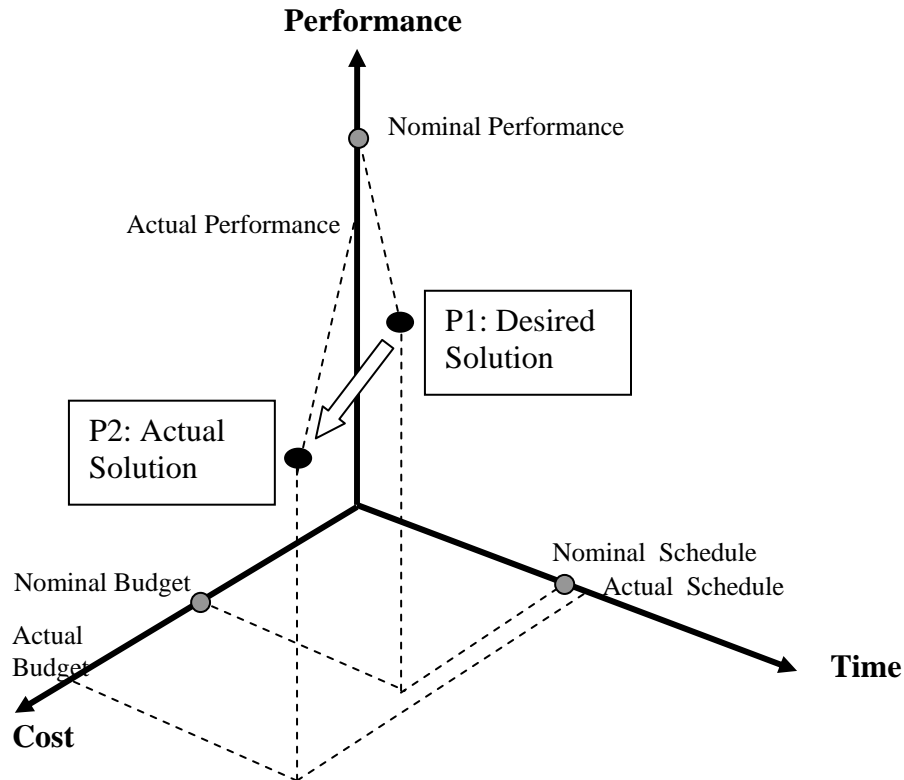 Performance
Nominal Performance
Actual Performance
P1: Desired
Solution
P2: Actual
Solution
Nominal  Schedule
Actual  Schedule
Nominal Budget
Actual
Budget
Time
Cost